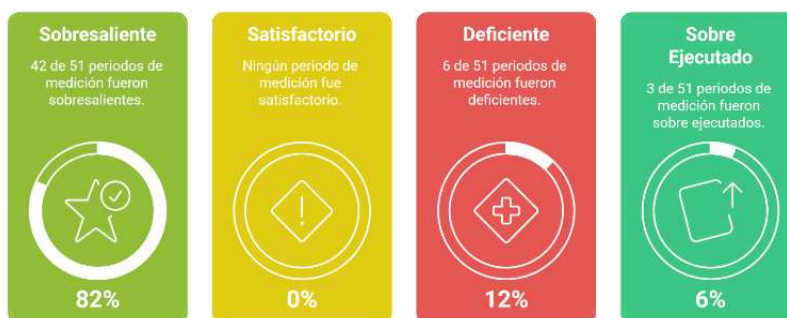 Sobresaliente
42 de 51 periodos de
medición fueron
sobresalientes.
82%
Satisfactorio
Ningún periodo de
medición fue
satisfactorio.
0%
Deficiente
6 de 51 periodos de
medición fueron
deficientes.
12%
Sobre
Ejecutado
3 de 51 periodos de
medición fueron
sobre ejecutados.
6%